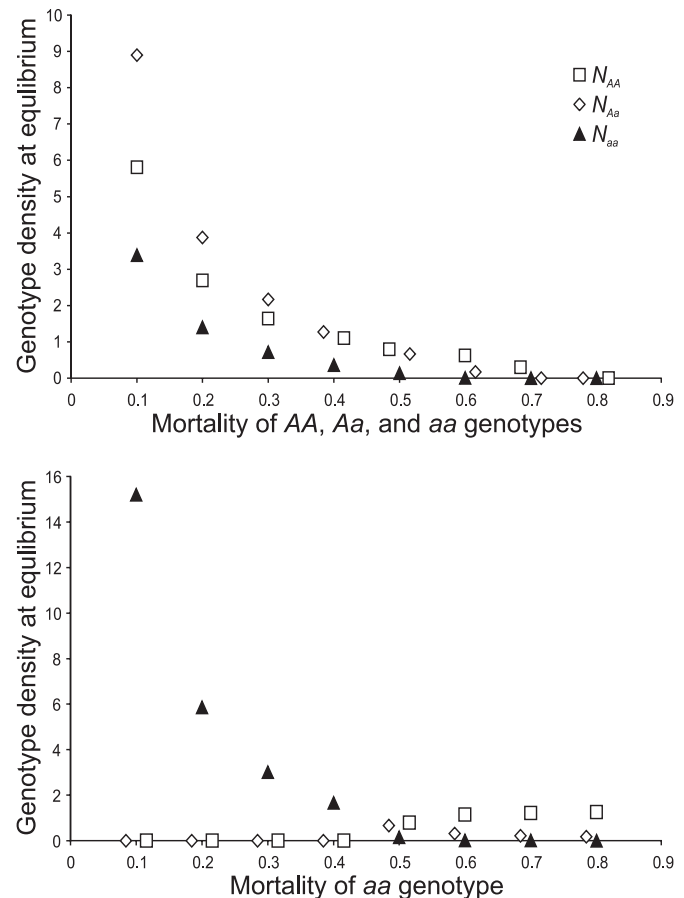 Genotype density at equlibrium
10
9
8
7
6
5
4
3
2
1
0
N_AA
N_Aa
N_aa
0 0.1 0.2 0.3 0.4 0.5 0.6 0.7 0.8 0.9
Mortality of AA, Aa, and aa genotypes
Genotype density at equlibrium
16
14
12
10
8
6
4
2
0
0 0.1 0.2 0.3 0.4 0.5 0.6 0.7 0.8 0.9
Mortality of aa genotype